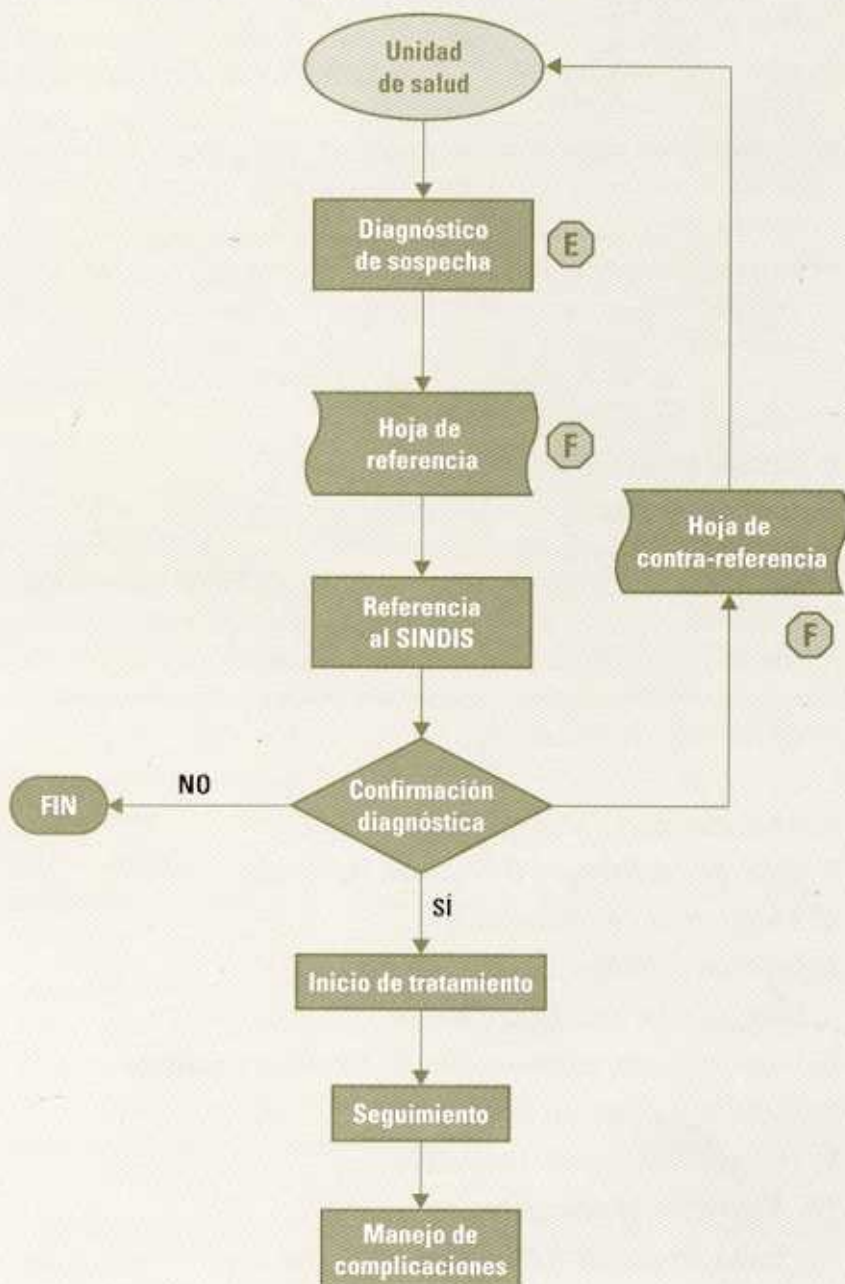 Unidad
de salud
Diagnóstico
de sospecha
E
Hoja de
referencia
F
Hoja de
contra-referencia
F
Referencia
al SINDIS
Confirmación
diagnóstica
NO
FIN
SÍ
Inicio de tratamiento
Seguimiento
Manejo de
complicaciones